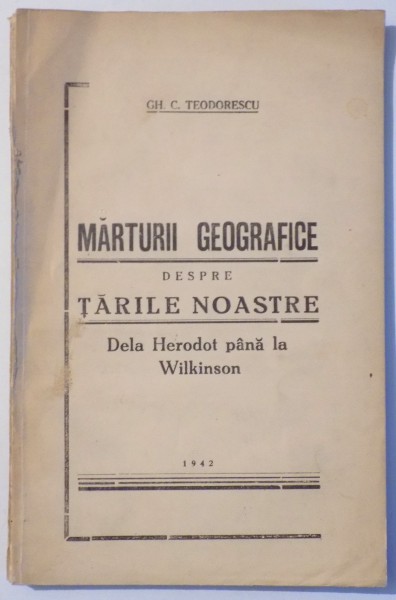 GH. C. TEODORESCU
MĂRTURII GEOGRAFICE
DESPRE
ȚĂRILE NOASTRE
Dela Herodot până la
Wilkinson
1942